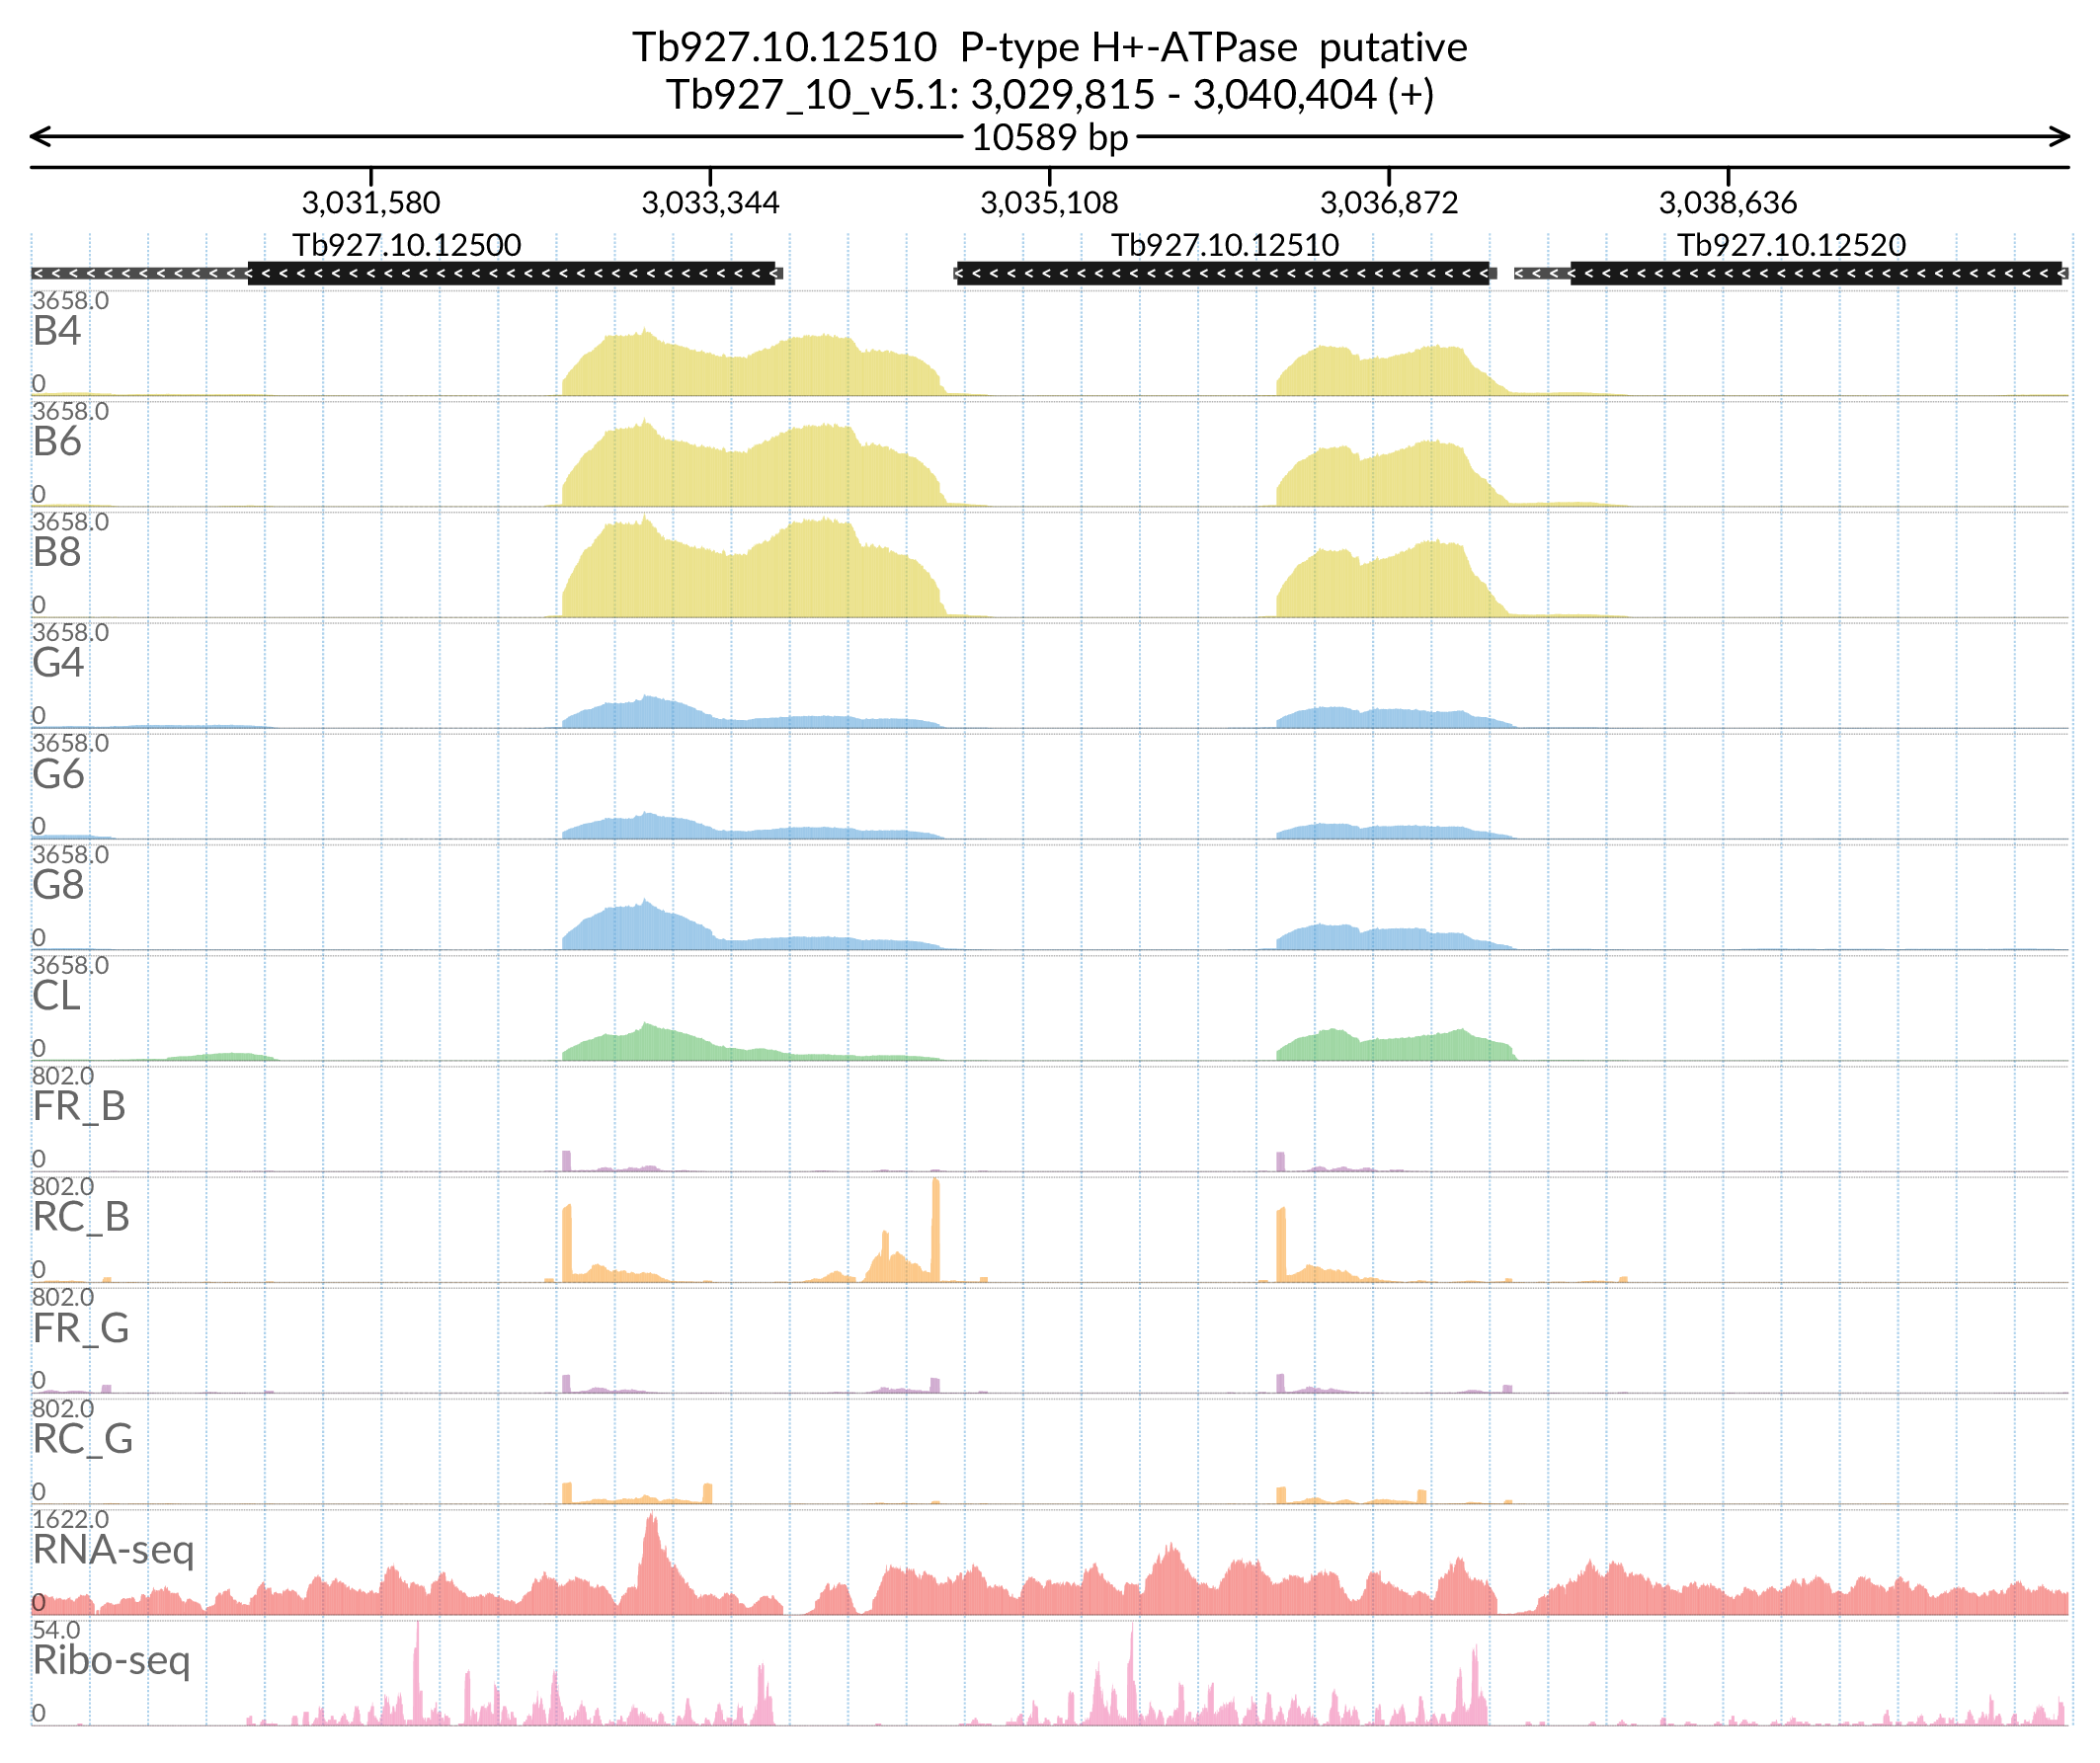 Tb927.10.12510  P-type H+-ATPase  putative
Tb927_10_v5.1: 3,029,815 - 3,040,404 (+)
10589 bp
3,031,580 3,033,344 3,035,108 3,036,872 3,038,636
Tb927.10.12500 Tb927.10.12510 Tb927.10.12520
3658.0
B4
0
3658.0
B6
0
3658.0
B8
0
3658.0
G4
0
3658.0
G6
0
3658.0
G8
0
3658.0
CL
0
802.0
FR_B
0
802.0
RC_B
0
802.0
FR_G
0
802.0
RC_G
0
1622.0
RNA-seq
0
54.0
Ribo-seq
0